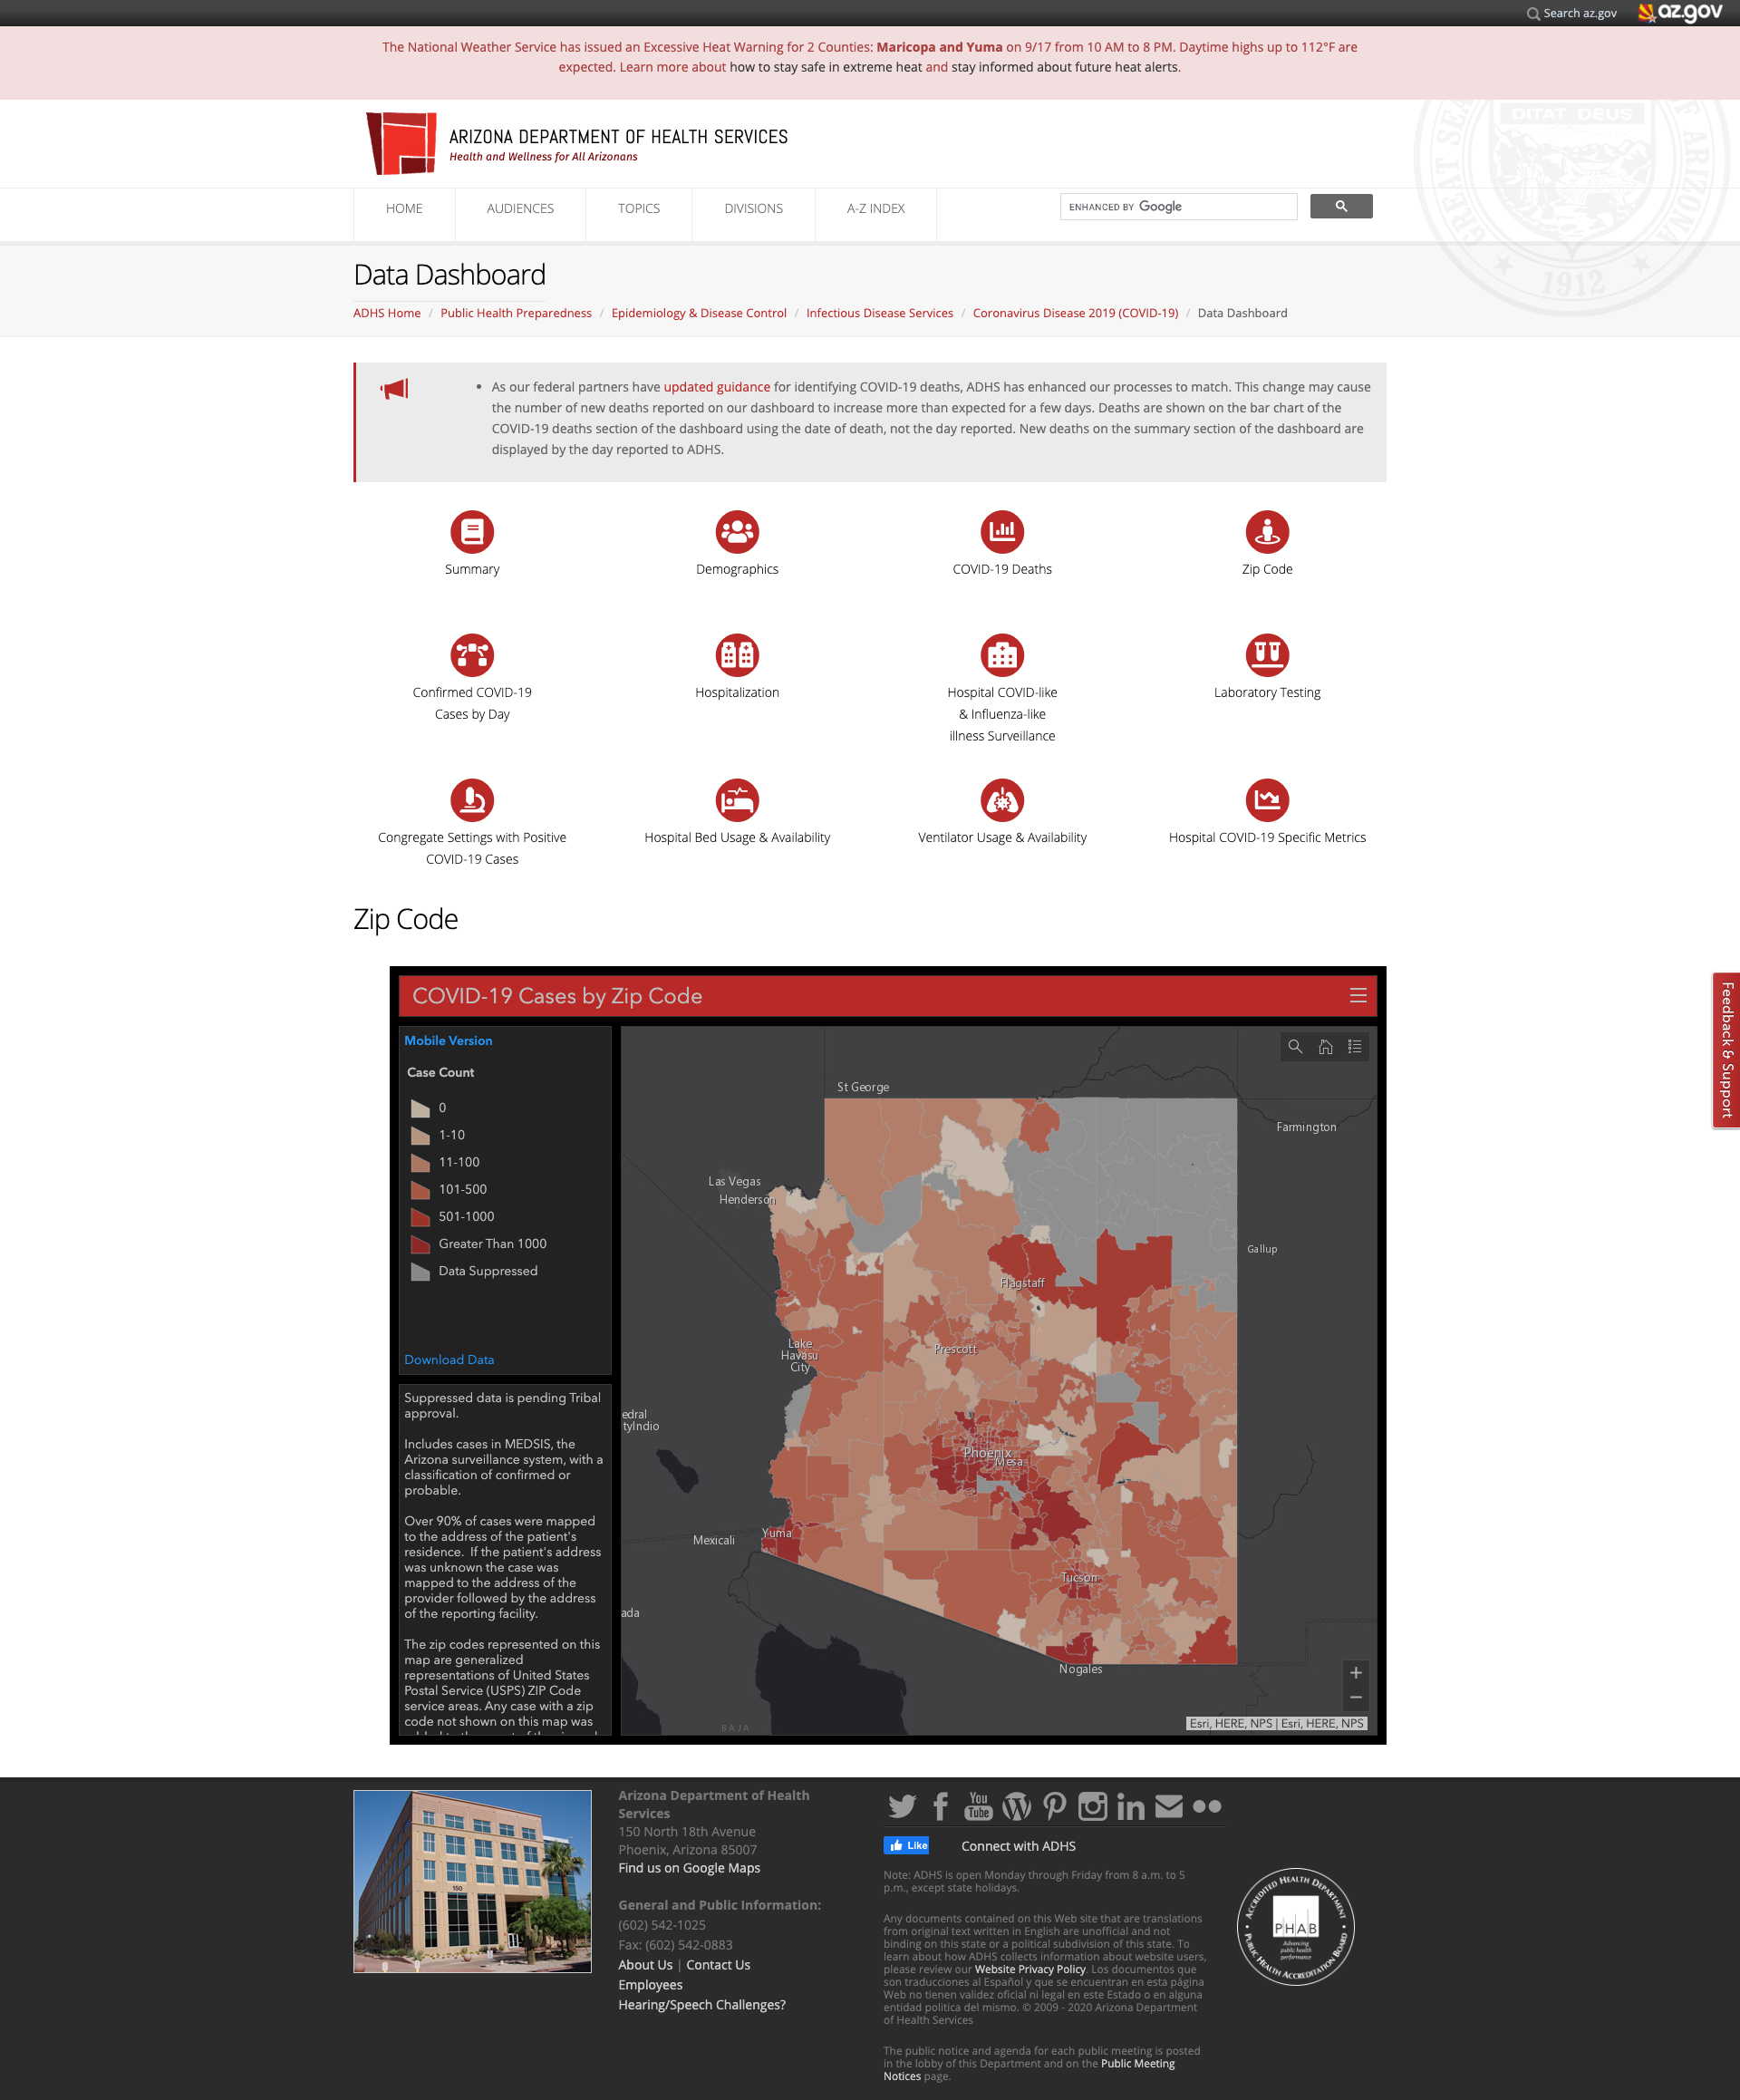 Search az.gov
az.gov
The National Weather Service has issued an Excessive Heat Warning for 2 Counties: Maricopa and Yuma on 9/17 from 10 AM to 8 PM. Daytime highs up to 112°F are
expected. Learn more about how to stay safe in extreme heat and stay informed about future heat alerts.
DITAT DEUS
GREAT SEAL
ARIZONA
1912
ARIZONA DEPARTMENT OF HEALTH SERVICES
Health and Wellness for All Arizonans
HOME
AUDIENCES
TOPICS
DIVISIONS
A-Z INDEX
ENHANCED BY Google
Data Dashboard
ADHS Home / Public Health Preparedness / Epidemiology & Disease Control / Infectious Disease Services / Coronavirus Disease 2019 (COVID-19) / Data Dashboard
• As our federal partners have updated guidance for identifying COVID-19 deaths, ADHS has enhanced our processes to match. This change may cause
the number of new deaths reported on our dashboard to increase more than expected for a few days. Deaths are shown on the bar chart of the
COVID-19 deaths section of the dashboard using the date of death, not the day reported. New deaths on the summary section of the dashboard are
displayed by the day reported to ADHS.
Summary
Demographics
COVID-19 Deaths
Zip Code
Confirmed COVID-19
Cases by Day
Hospitalization
Hospital COVID-like
& Influenza-like
illness Surveillance
Laboratory Testing
Congregate Settings with Positive
COVID-19 Cases
Hospital Bed Usage & Availability
Ventilator Usage & Availability
Hospital COVID-19 Specific Metrics
Zip Code
Feedback & Support
COVID-19 Cases by Zip Code
Mobile Version
Case Count
0
1-10
11-100
101-500
501-1000
Greater Than 1000
Data Suppressed
Download Data
Suppressed data is pending Tribal
approval.
Includes cases in MEDSIS, the
Arizona surveillance system, with a
classification of confirmed or
probable.
Over 90% of cases were mapped
to the address of the patient's
residence. If the patient's address
was unknown the case was
mapped to the address of the
provider followed by the address
of the reporting facility.
The zip codes represented on this
map are generalized
representations of United States
Postal Service (USPS) ZIP Code
service areas. Any case with a zip
code not shown on this map was
St George
Farmington
Las Vegas
Henderson
Gallup
Flagstaff
Lake
Havasu
City
Prescott
edral
tyIndio
Phoenix
Mesa
Yuma
Mexicali
Tucson
ada
Nogales
BAJA
+
−
Esri, HERE, NPS | Esri, HERE, NPS
150
Arizona Department of Health
Services
150 North 18th Avenue
Phoenix, Arizona 85007
Find us on Google Maps
General and Public Information:
(602) 542-1025
Fax: (602) 542-0883
About Us | Contact Us
Employees
Hearing/Speech Challenges?
You
Tube
Like
Connect with ADHS
Note: ADHS is open Monday through Friday from 8 a.m. to 5
p.m., except state holidays.
Any documents contained on this Web site that are translations
from original text written in English are unofficial and not
binding on this state or a political subdivision of this state. To
learn about how ADHS collects information about website users,
please review our Website Privacy Policy. Los documentos que
son traducciones al Español y que se encuentran en esta página
Web no tienen validez oficial ni legal en este Estado o en alguna
entidad politica del mismo. © 2009 - 2020 Arizona Department
of Health Services
The public notice and agenda for each public meeting is posted
in the lobby of this Department and on the Public Meeting
Notices page.
ACCREDITED HEALTH DEPARTMENT
PHAB
Advancing
public health
performance
PUBLIC HEALTH ACCREDITATION BOARD